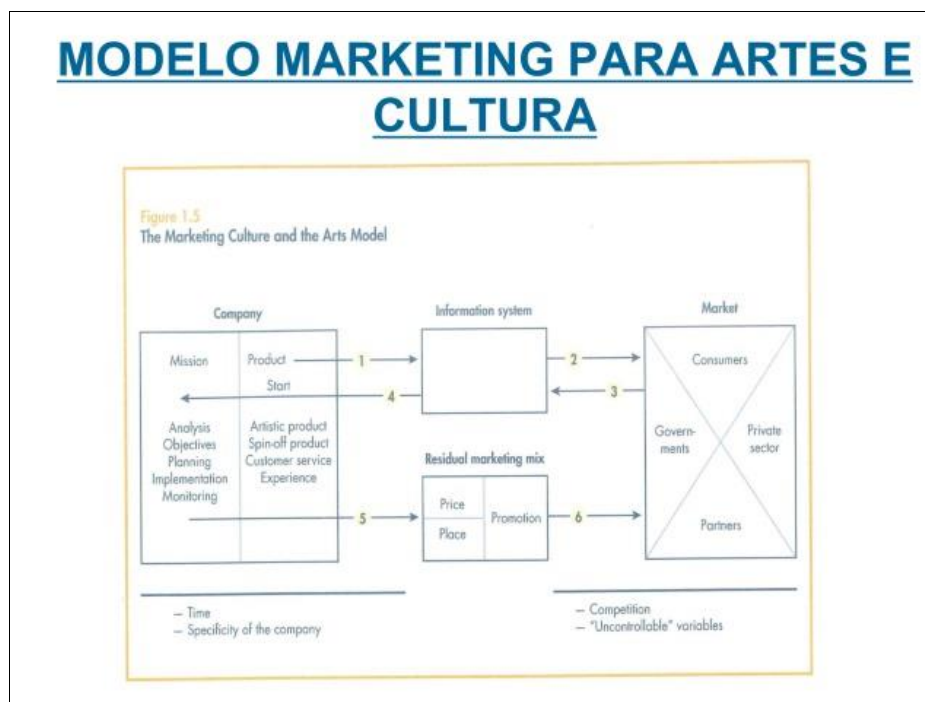 MODELO MARKETING PARA ARTES E
CULTURA
Figure 1.5
The Marketing Culture and the Arts Model
Company
Information system
Market
Mission
Product
1
2
Consumers
Start
4
3
Analysis
Objectives
Planning
Implementation
Monitoring
Artistic product
Spin-off product
Customer service
Experience
Govern-
ments
Private
sector
Residual marketing mix
Price
Place
Promotion
5
6
Partners
– Time
– Specificity of the company
– Competition
– "Uncontrollable" variables